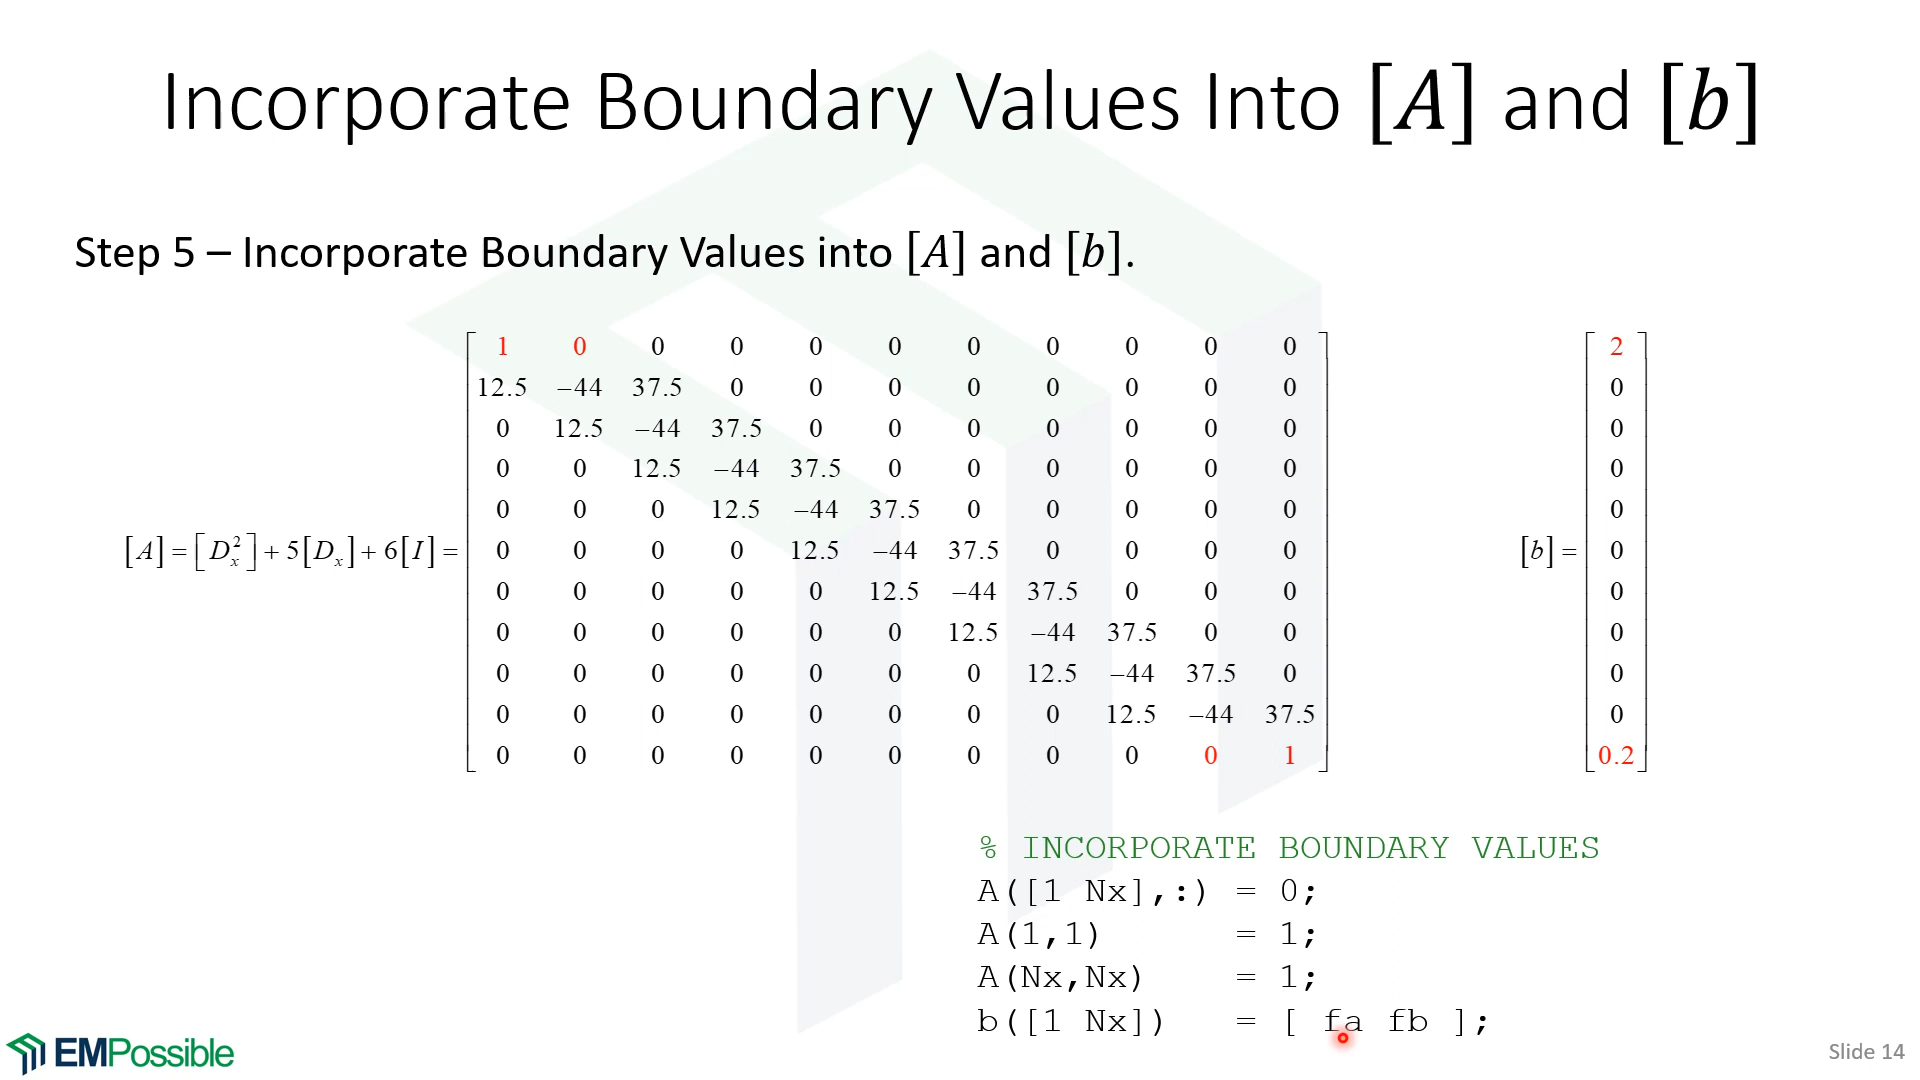 Incorporate Boundary Values Into [A] and [b]
Step 5 – Incorporate Boundary Values into [A] and [b].
[A] = [D²ₓ] + 5[Dₓ] + 6[I] =
1 0 0 0 0 0 0 0 0 0 0
12.5 −44 37.5 0 0 0 0 0 0 0 0
0 12.5 −44 37.5 0 0 0 0 0 0 0
0 0 12.5 −44 37.5 0 0 0 0 0 0
0 0 0 12.5 −44 37.5 0 0 0 0 0
0 0 0 0 12.5 −44 37.5 0 0 0 0
0 0 0 0 0 12.5 −44 37.5 0 0 0
0 0 0 0 0 0 12.5 −44 37.5 0 0
0 0 0 0 0 0 0 12.5 −44 37.5 0
0 0 0 0 0 0 0 0 12.5 −44 37.5
0 0 0 0 0 0 0 0 0 0 1
[b] =
2
0
0
0
0
0
0
0
0
0
0.2
% INCORPORATE BOUNDARY VALUES
A([1 Nx],:) = 0;
A(1,1) = 1;
A(Nx,Nx) = 1;
b([1 Nx]) = [ fa fb ];
EMPossible
Slide 14